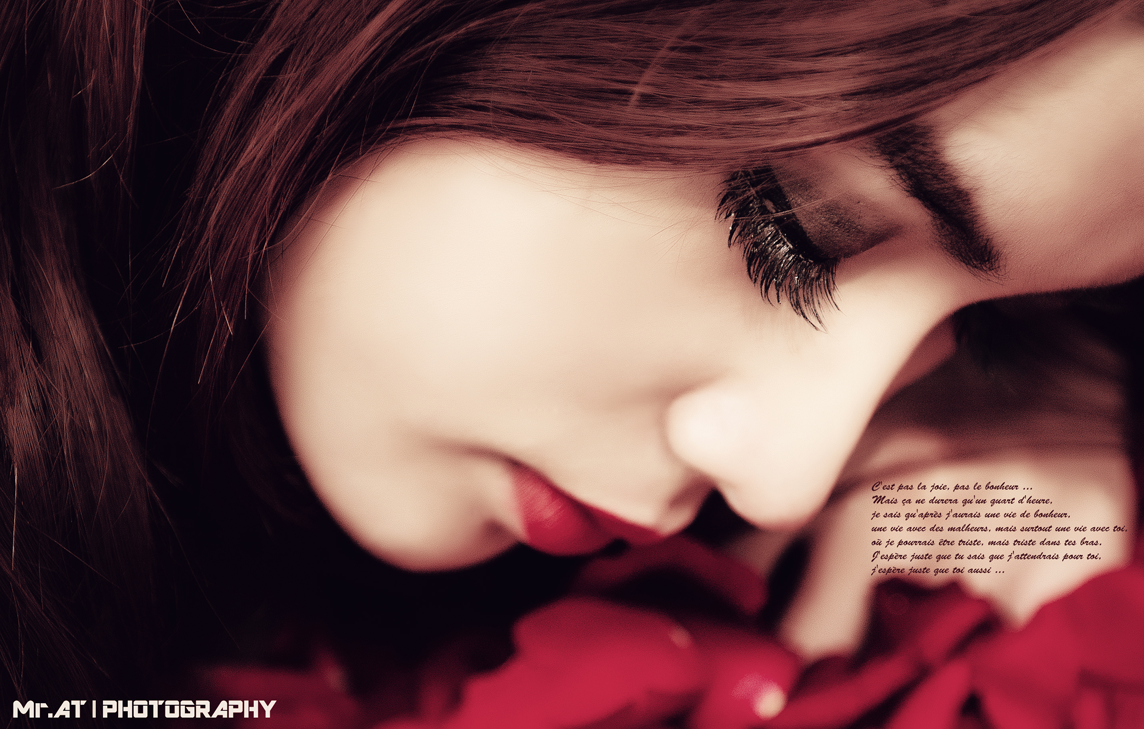 C'est pas la joie, pas le bonheur ...
Mais ça ne durera qu'un quart d'heure,
je sais qu'après j'aurais une vie de bonheur,
une vie avec des malheurs, mais surtout une vie avec toi,
où je pourrais être triste, mais triste dans tes bras,
J'espère juste que tu sais que j'attendrais pour toi,
j'espère juste que toi aussi ...
Mr.AT | PHOTOGRAPHY